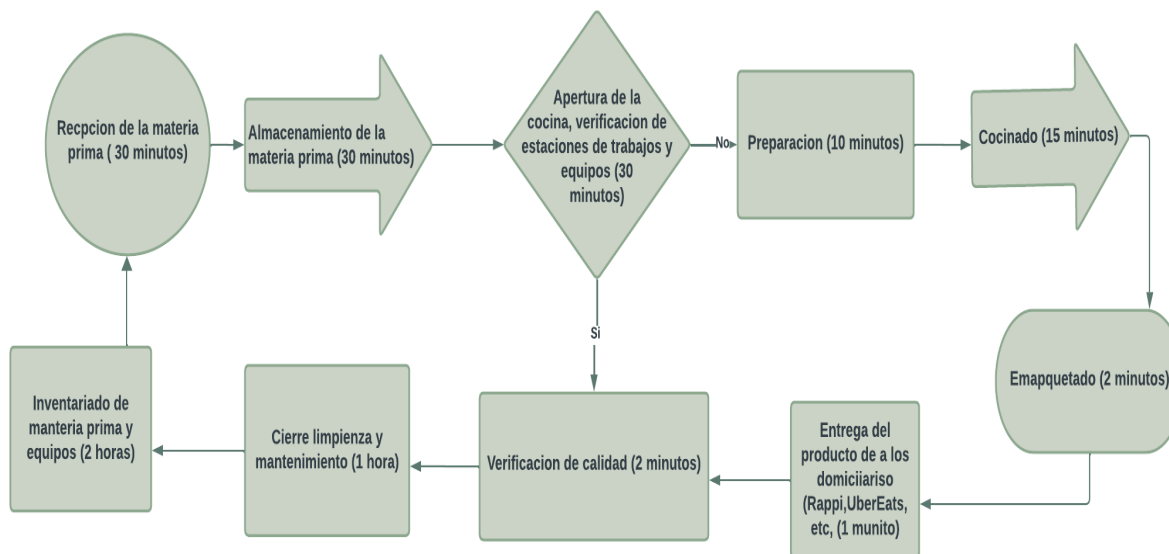 Recpcion de la materia
prima ( 30 minutos)
Almacenamiento de la
materia prima (30 minutos)
Apertura de la
cocina, verificacion de
estaciones de trabajos y
equipos (30
minutos)
No
Preparacion (10 minutos)
Cocinado (15 minutos)
Si
Emapquetado (2 minutos)
Entrega del
producto de a los
domiciiariso
(Rappi,UberEats,
etc, (1 munito)
Verificacion de calidad (2 minutos)
Cierre limpienza y
mantenimiento (1 hora)
Inventariado de
manteria prima y
equipos (2 horas)